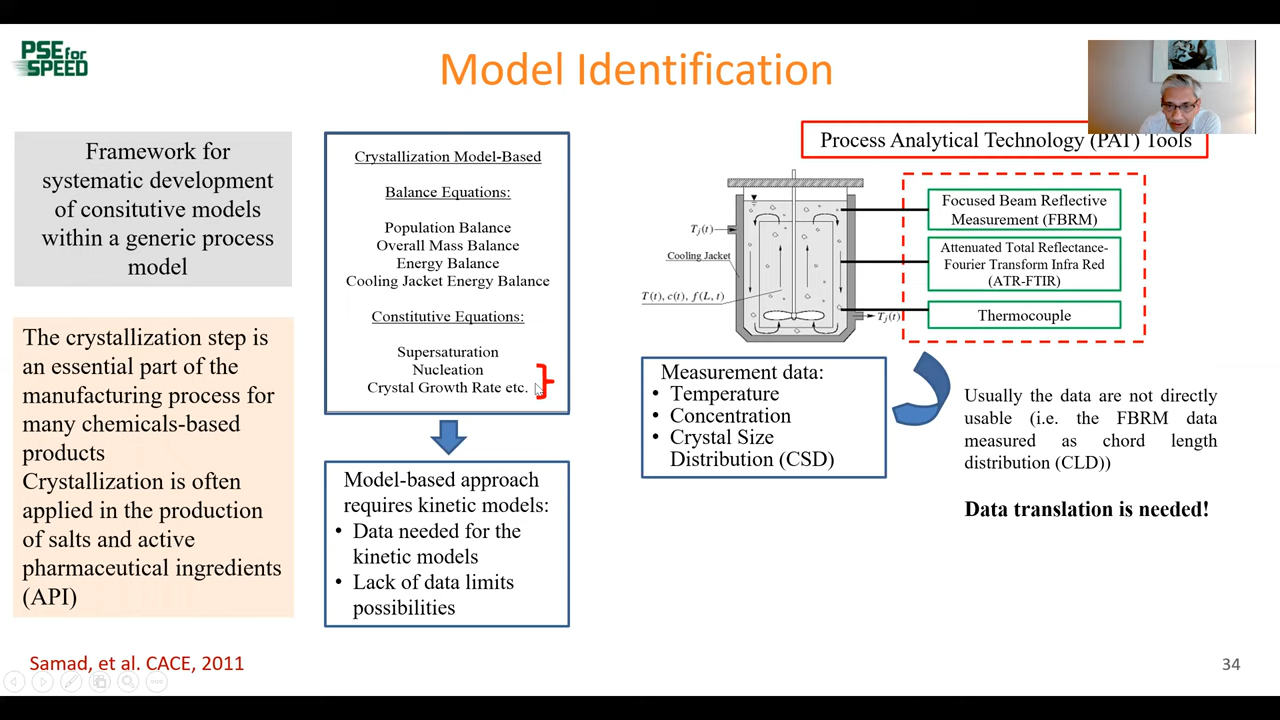 PSE for
SPEED
Model Identification
Framework for
systematic development
of consitutive models
within a generic process
model
The crystallization step is
an essential part of the
manufacturing process for
many chemicals-based
products
Crystallization is often
applied in the production
of salts and active
pharmaceutical ingredients
(API)
Crystallization Model-Based
Balance Equations:
Population Balance
Overall Mass Balance
Energy Balance
Cooling Jacket Energy Balance
Constitutive Equations:
Supersaturation
Nucleation
Crystal Growth Rate etc.
Model-based approach
requires kinetic models:
• Data needed for the
kinetic models
• Lack of data limits
possibilities
Process Analytical Technology (PAT) Tools
Focused Beam Reflective
Measurement (FBRM)
Attenuated Total Reflectance-
Fourier Transform Infra Red
(ATR-FTIR)
Thermocouple
Tj(t)
Cooling Jacket
T(t), c(t), f(L, t)
Tj(t)
Measurement data:
• Temperature
• Concentration
• Crystal Size
Distribution (CSD)
Usually the data are not directly
usable (i.e. the FBRM data
measured as chord length
distribution (CLD))
Data translation is needed!
Samad, et al. CACE, 2011
34